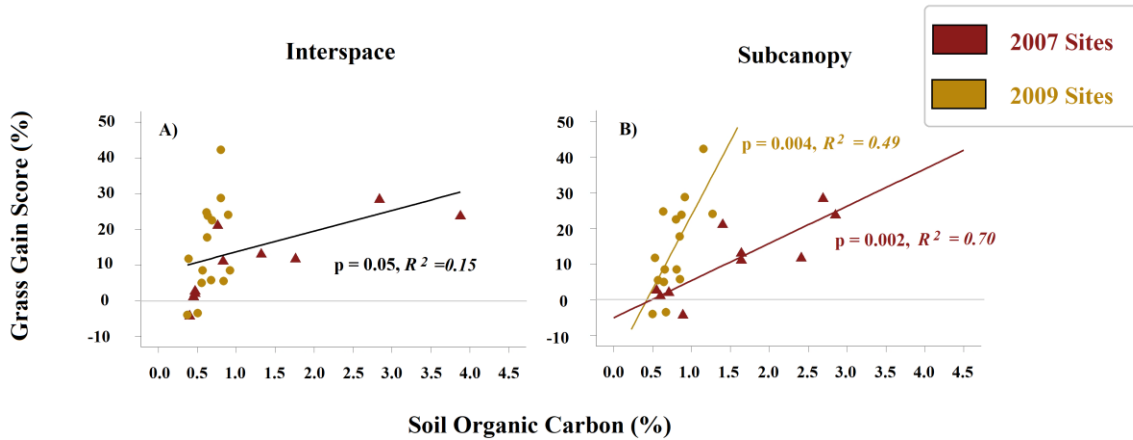 2007 Sites
2009 Sites
Interspace
Subcanopy
Grass Gain Score (%)
A)
50
40
30
20
10
0
-10
p = 0.05, R² =0.15
0.0 0.5 1.0 1.5 2.0 2.5 3.0 3.5 4.0 4.5
B)
50
40
30
20
10
0
-10
p = 0.004, R² = 0.49
p = 0.002, R² = 0.70
0.0 0.5 1.0 1.5 2.0 2.5 3.0 3.5 4.0 4.5
Soil Organic Carbon (%)